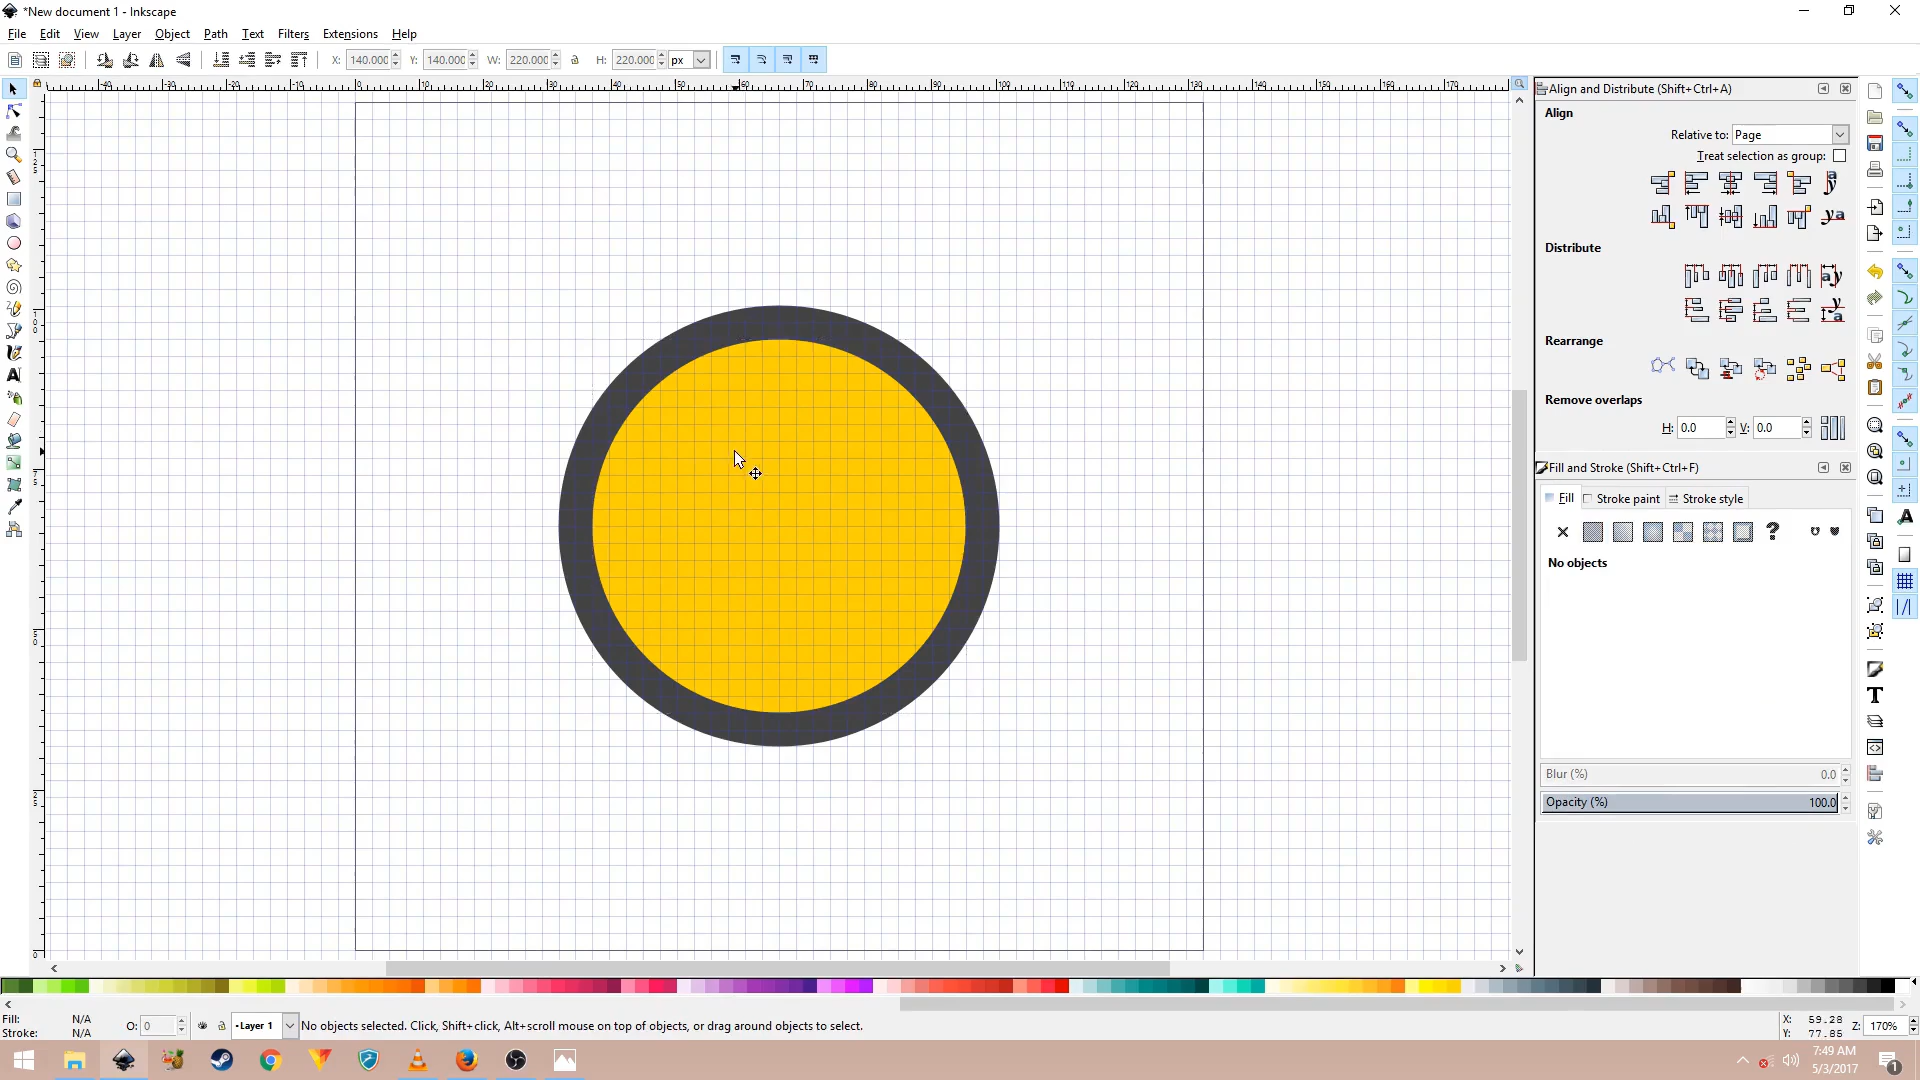 *New document 1 - Inkscape
File Edit View Layer Object Path Text Filters Extensions Help
X: 140.000 Y: 140.000 W: 220.000 H: 220.000 px
Align and Distribute (Shift+Ctrl+A)
Align
Relative to: Page
Treat selection as group:
Distribute
Rearrange
Remove overlaps
H: 0.0 V: 0.0
Fill and Stroke (Shift+Ctrl+F)
Fill Stroke paint Stroke style
No objects
Blur (%) 0.0
Opacity (%) 100.0
Fill: N/A
Stroke: N/A
O: 0
Layer 1
No objects selected. Click, Shift+click, Alt+scroll mouse on top of objects, or drag around objects to select.
X: 59.28
Y: 77.85
Z: 170%
7:49 AM
5/3/2017
1